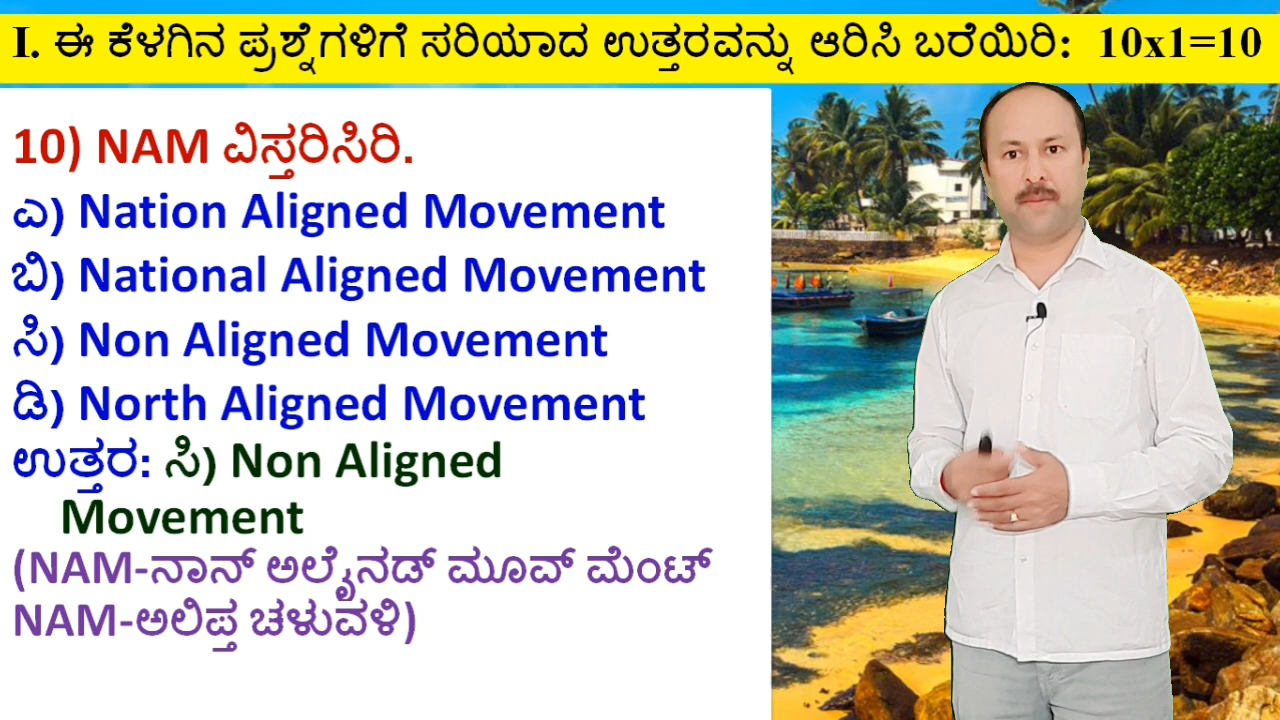 I. ಈ ಕೆಳಗಿನ ಪ್ರಶ್ನೆಗಳಿಗೆ ಸರಿಯಾದ ಉತ್ತರವನ್ನು ಆರಿಸಿ ಬರೆಯಿರಿ: 10x1=10
10) NAM ವಿಸ್ತರಿಸಿರಿ.
ಎ) Nation Aligned Movement
ಬಿ) National Aligned Movement
ಸಿ) Non Aligned Movement
ಡಿ) North Aligned Movement
ಉತ್ತರ: ಸಿ) Non Aligned
Movement
(NAM-ನಾನ್ ಅಲೈನಡ್ ಮೂವ್ ಮೆಂಟ್
NAM-ಅಲಿಪ್ತ ಚಳುವಳಿ)